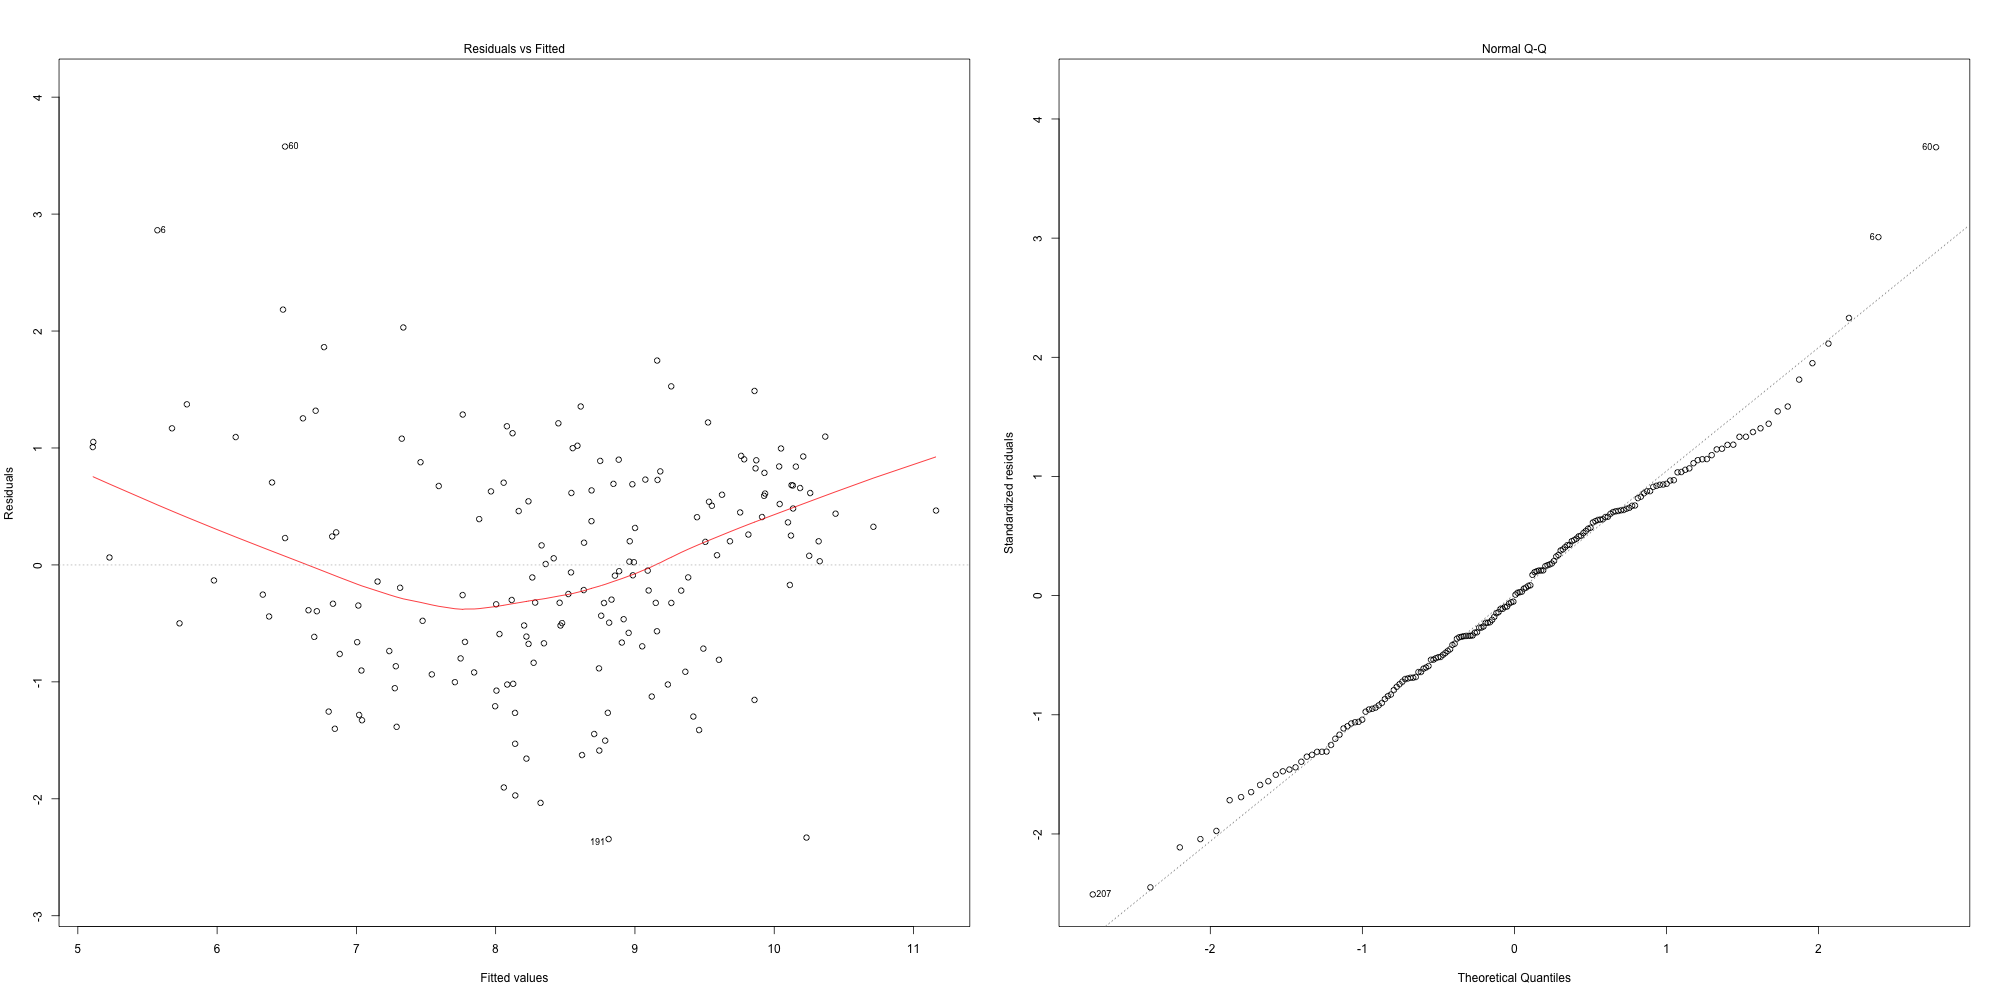 Residuals vs Fitted
Residuals
4
3
2
1
0
-1
-2
-3
60
6
191
5 6 7 8 9 10 11
Fitted values
Normal Q-Q
Standardized residuals
4
3
2
1
0
-1
-2
60
6
207
-2 -1 0 1 2
Theoretical Quantiles